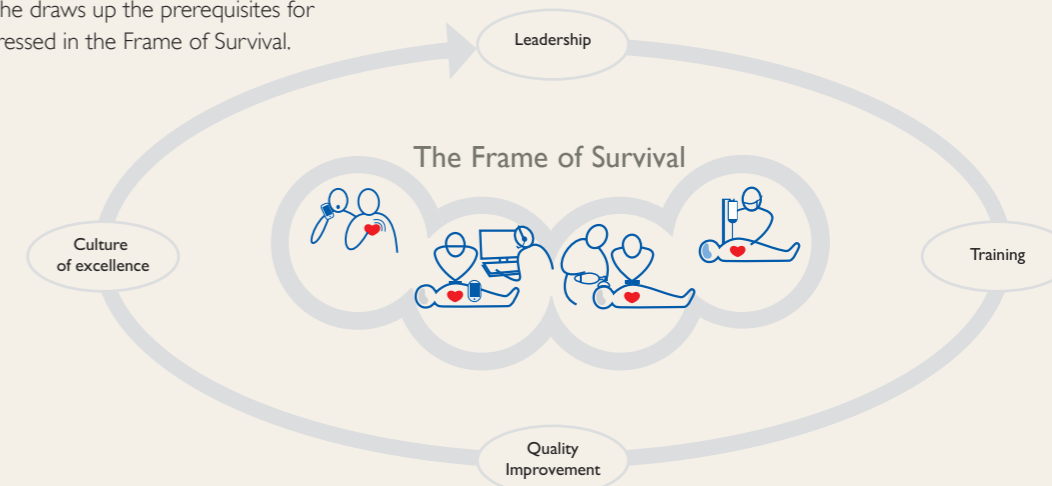 he draws up the prerequisites for
ressed in the Frame of Survival.
Leadership
The Frame of Survival
Culture
of excellence
Training
Quality
Improvement